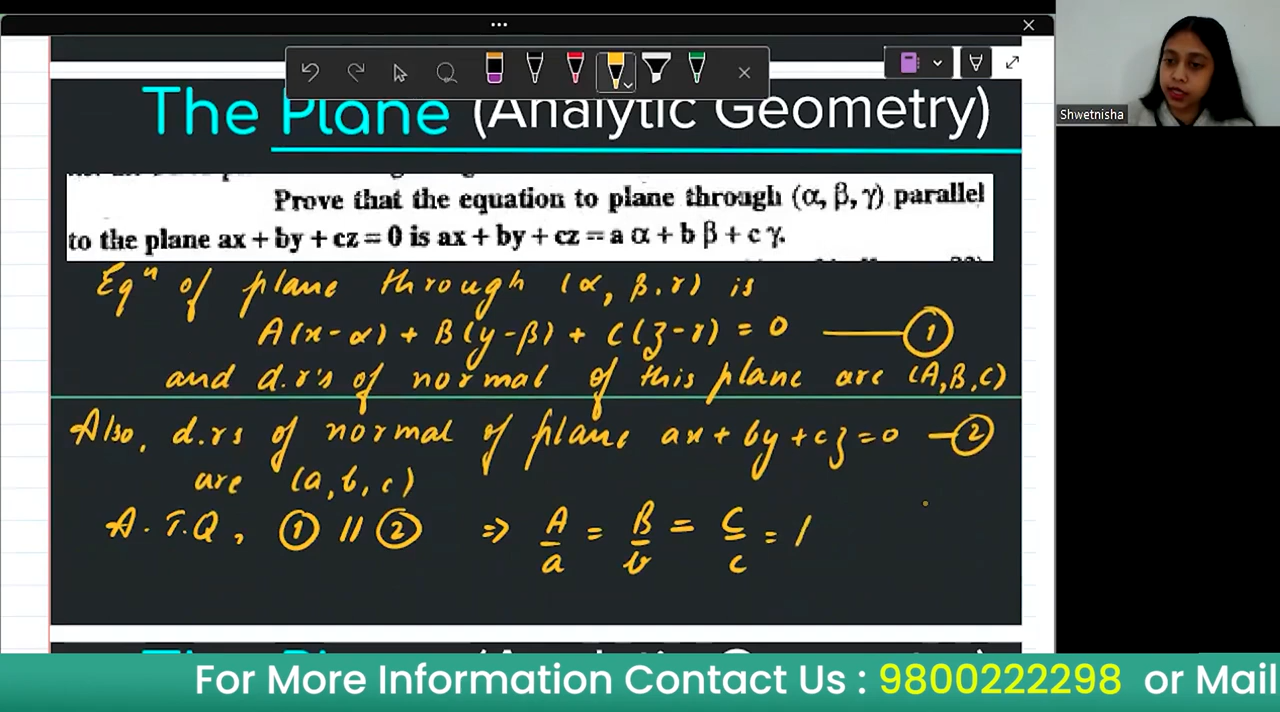 The Plane (Analytic Geometry)
Shwetnisha
Prove that the equation to plane through (α, β, γ) parallel
to the plane ax + by + cz = 0 is ax + by + cz = a α + b β + c γ.
Eqⁿ of plane through (α, β, γ) is
A(x-α) + B(y-β) + C(z-γ) = 0 —— ①
and d.r's of normal of this plane are (A, B, C)
Also, d.rs of normal of plane ax + by + cz = 0 — ②
are (a, b, c)
A.T.Q, ① || ② ⇒ A/a = B/b = C/c = 1
For More Information Contact Us : 9800222298 or Mail